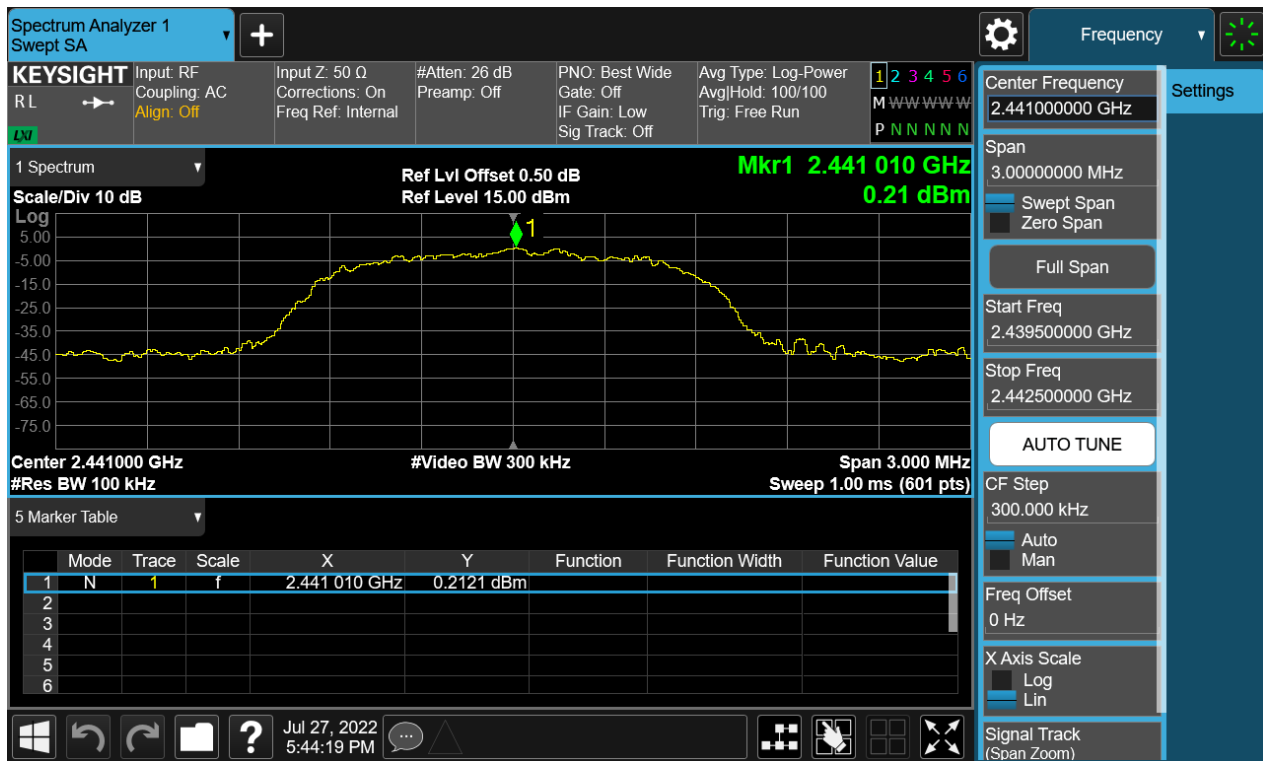 Spectrum Analyzer 1
Swept SA
Frequency
KEYSIGHT
RL
LXI
Input: RF
Coupling: AC
Align: Off
Input Z: 50 Ω
Corrections: On
Freq Ref: Internal
#Atten: 26 dB
Preamp: Off
PNO: Best Wide
Gate: Off
IF Gain: Low
Sig Track: Off
Avg Type: Log-Power
Avg|Hold: 100/100
Trig: Free Run
1 2 3 4 5 6
M W W W W W
P N N N N N
1 Spectrum
Scale/Div 10 dB
Ref Lvl Offset 0.50 dB
Ref Level 15.00 dBm
Mkr1 2.441 010 GHz
0.21 dBm
Log
5.00
-5.00
-15.0
-25.0
-35.0
-45.0
-55.0
-65.0
-75.0
1
Center 2.441000 GHz
#Res BW 100 kHz
#Video BW 300 kHz
Span 3.000 MHz
Sweep 1.00 ms (601 pts)
5 Marker Table
Mode Trace Scale X Y Function Function Width Function Value
1 N 1 f 2.441 010 GHz 0.2121 dBm
2
3
4
5
6
Jul 27, 2022
5:44:19 PM
Center Frequency
2.441000000 GHz
Span
3.00000000 MHz
Swept Span
Zero Span
Full Span
Start Freq
2.439500000 GHz
Stop Freq
2.442500000 GHz
AUTO TUNE
CF Step
300.000 kHz
Auto
Man
Freq Offset
0 Hz
X Axis Scale
Log
Lin
Signal Track
(Span Zoom)
Settings